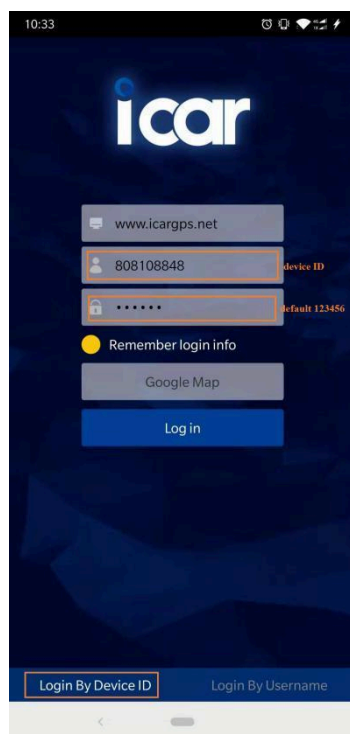 10:33
icar
www.icargps.net
808108848 device ID
•••••• default 123456
Remember login info
Google Map
Log in
Login By Device ID Login By Username